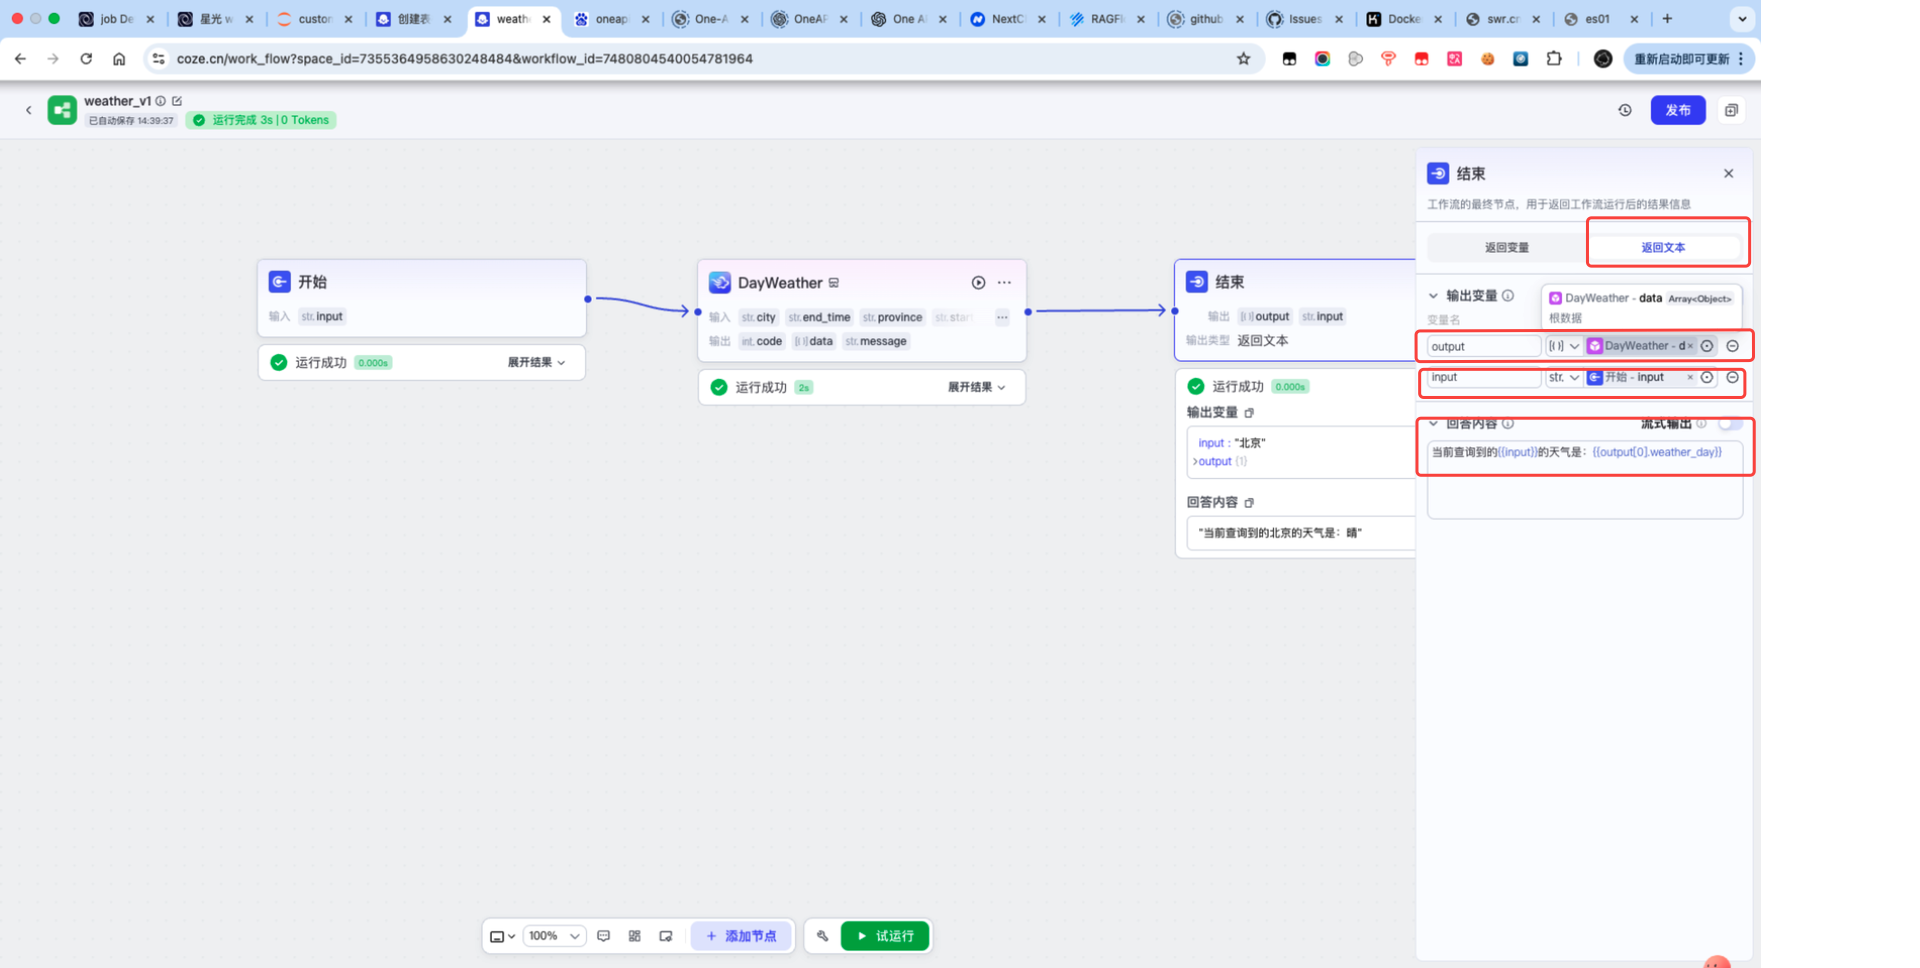 job De
星光 w
custon
创建表
weath
oneap
One-A
OneAP
One AI
NextC
RAGFl
github
Issues
Docke
swr.cr
es01
coze.cn/work_flow?space_id=7355364958630248484&workflow_id=7480804540054781964
重新启动即可更新
weather_v1
已自动保存 14:39:37
运行完成 3s | 0 Tokens
发布
开始
输入 str. input
运行成功 0.000s 展开结果
DayWeather
输入 str. city str. end_time str. province str. start ...
输出 int. code [( )] data str. message
运行成功 2s 展开结果
结束
输出 [( )] output str. input
输出类型 返回文本
运行成功 0.000s
输出变量
input : "北京"
output {1}
回答内容
"当前查询到的北京的天气是：晴"
结束
工作流的最终节点，用于返回工作流运行后的结果信息
返回变量 返回文本
输出变量
DayWeather - data Array<Object>
根数据
变量名
output [( )] DayWeather - d
input str. 开始 - input
回答内容 流式输出
当前查询到的{{input}}的天气是：{{output[0].weather_day}}
100%
+ 添加节点
试运行